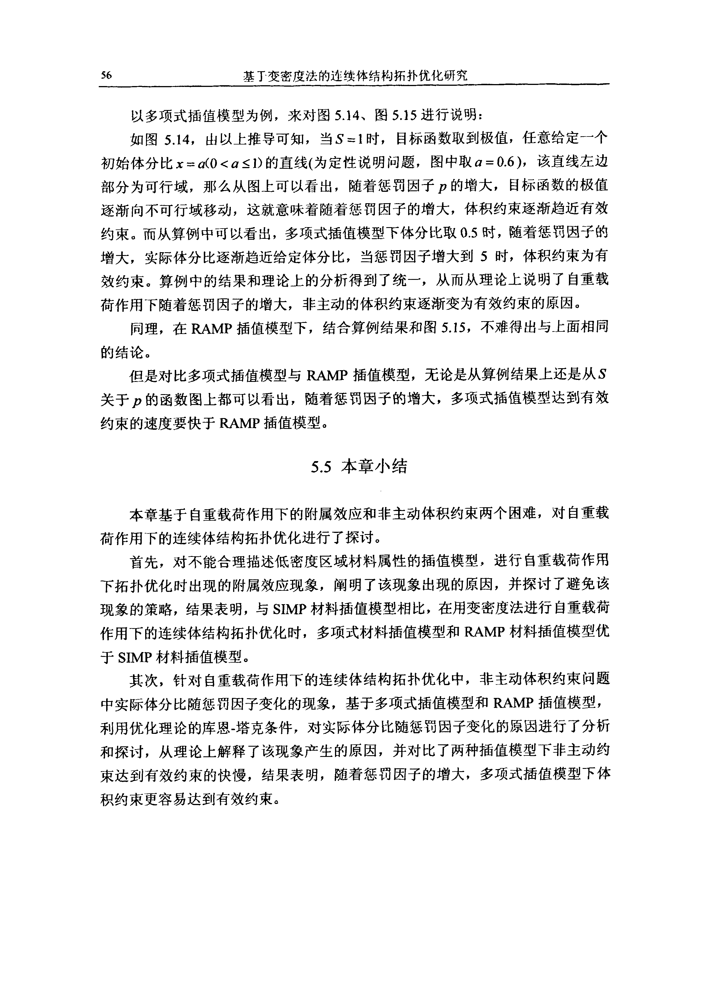 56 基于变密度法的连续体结构拓扑优化研究
以多项式插值模型为例，来对图 5.14、图 5.15 进行说明：
如图 5.14，由以上推导可知，当S=1时，目标函数取到极值，任意给定一个
初始体分比x=a(0<a≤1)的直线(为定性说明问题，图中取a=0.6)，该直线左边
部分为可行域，那么从图上可以看出，随着惩罚因子p的增大，目标函数的极值
逐渐向不可行域移动，这就意味着随着惩罚因子的增大，体积约束逐渐趋近有效
约束。而从算例中可以看出，多项式插值模型下体分比取 0.5 时，随着惩罚因子的
增大，实际体分比逐渐趋近给定体分比，当惩罚因子增大到 5 时，体积约束为有
效约束。算例中的结果和理论上的分析得到了统一，从而从理论上说明了自重载
荷作用下随着惩罚因子的增大，非主动的体积约束逐渐变为有效约束的原因。
同理，在 RAMP 插值模型下，结合算例结果和图 5.15，不难得出与上面相同
的结论。
但是对比多项式插值模型与 RAMP 插值模型，无论是从算例结果上还是从S
关于p的函数图上都可以看出，随着惩罚因子的增大，多项式插值模型达到有效
约束的速度要快于 RAMP 插值模型。
5.5 本章小结
本章基于自重载荷作用下的附属效应和非主动体积约束两个困难，对自重载
荷作用下的连续体结构拓扑优化进行了探讨。
首先，对不能合理描述低密度区域材料属性的插值模型，进行自重载荷作用
下拓扑优化时出现的附属效应现象，阐明了该现象出现的原因，并探讨了避免该
现象的策略，结果表明，与 SIMP 材料插值模型相比，在用变密度法进行自重载荷
作用下的连续体结构拓扑优化时，多项式材料插值模型和 RAMP 材料插值模型优
于 SIMP 材料插值模型。
其次，针对自重载荷作用下的连续体结构拓扑优化中，非主动体积约束问题
中实际体分比随惩罚因子变化的现象，基于多项式插值模型和 RAMP 插值模型，
利用优化理论的库恩-塔克条件，对实际体分比随惩罚因子变化的原因进行了分析
和探讨，从理论上解释了该现象产生的原因，并对比了两种插值模型下非主动约
束达到有效约束的快慢，结果表明，随着惩罚因子的增大，多项式插值模型下体
积约束更容易达到有效约束。